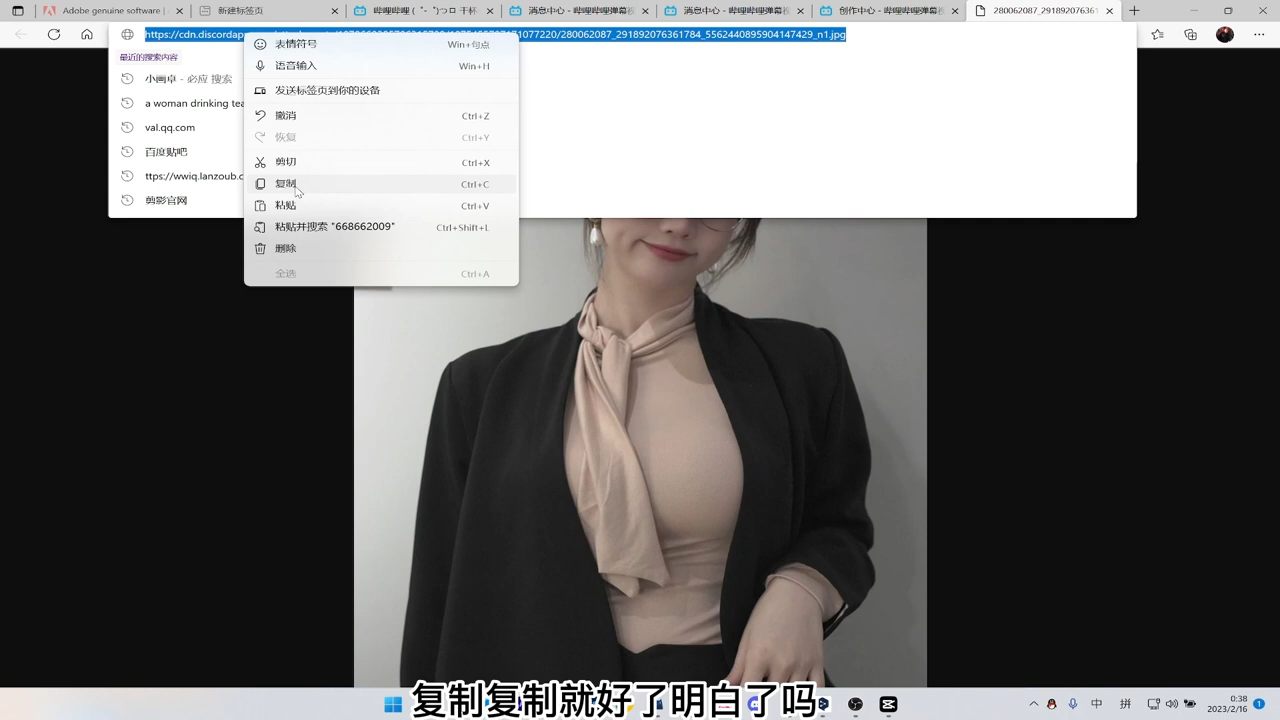 Adobe genuine software
新建标签页
哔哩哔哩 ( ゜- ゜)つロ 干杯
消息中心 - 哔哩哔哩弹幕视
消息中心 - 哔哩哔哩弹幕视
创作中心 - 哔哩哔哩弹幕视
280062087_291892076361
https://cdn.discordap
1077220/280062087_291892076361784_5562440895904147429_n1.jpg
最近的搜索内容
小画卓 - 必应 搜索
a woman drinking tea
val.qq.com
百度贴吧
ttps://wwiq.lanzoub.c
剪影官网
表情符号 Win+句点
语音输入 Win+H
发送标签页到你的设备
撤消 Ctrl+Z
恢复 Ctrl+Y
剪切 Ctrl+X
复制 Ctrl+C
粘贴 Ctrl+V
粘贴并搜索 "668662009" Ctrl+Shift+L
删除
全选 Ctrl+A
复制复制就好了明白了吗
中
拼
0:38
2023/2/16
1